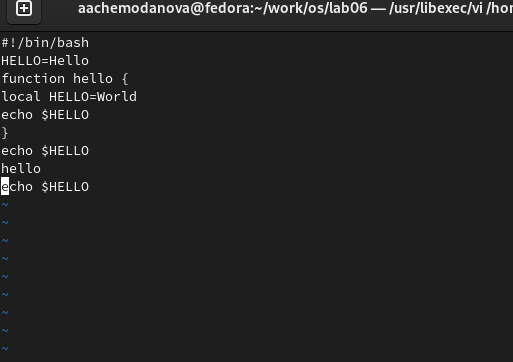 aachemodanova@fedora:~/work/os/lab06 — /usr/libexec/vi /hor
#!/bin/bash
HELLO=Hello
function hello {
local HELLO=World
echo $HELLO
}
echo $HELLO
hello
echo $HELLO
~
~
~
~
~
~
~
~
~